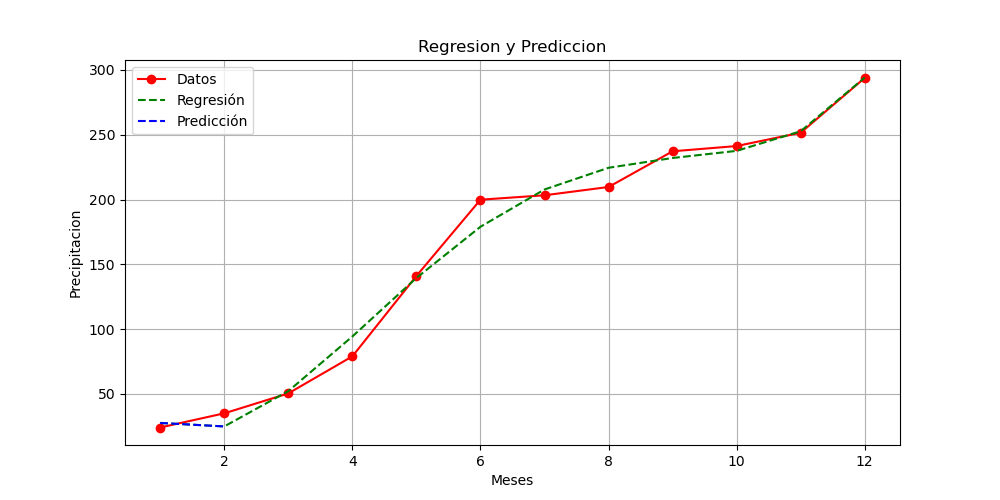 Regresion y Prediccion
Datos
Regresión
Predicción
300
250
200
150
100
50
Precipitacion
2 4 6 8 10 12
Meses